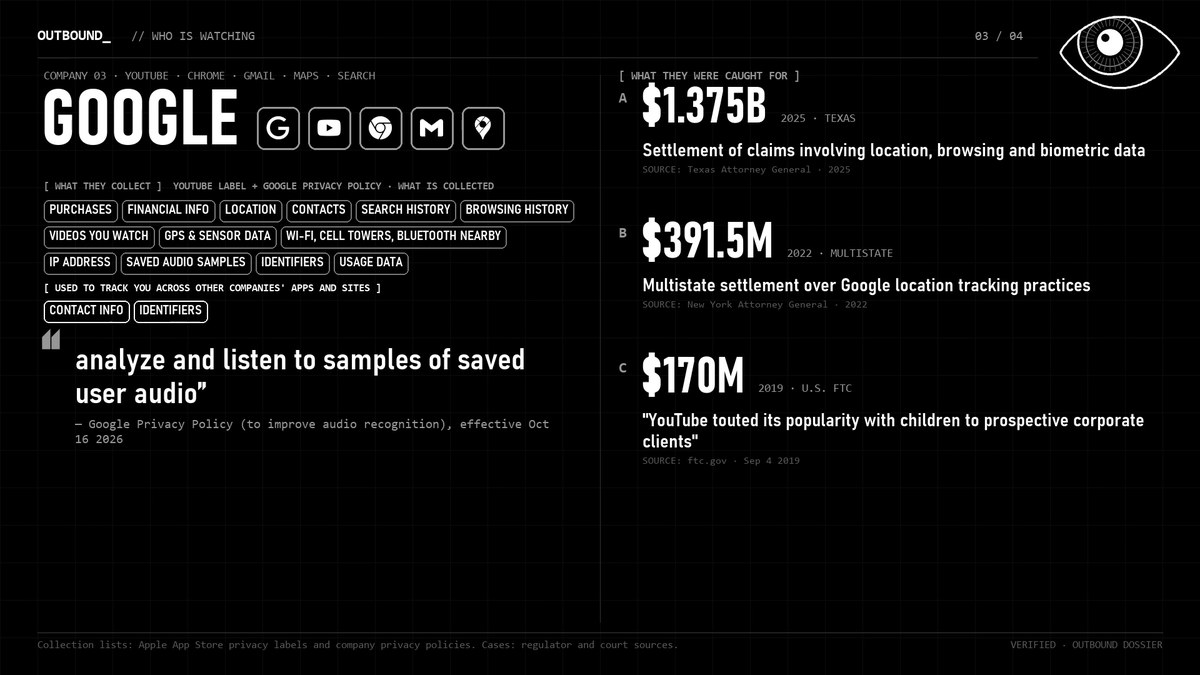 OUTBOUND_ // WHO IS WATCHING
03 / 04
COMPANY 03 · YOUTUBE · CHROME · GMAIL · MAPS · SEARCH
GOOGLE
[ WHAT THEY COLLECT ] YOUTUBE LABEL + GOOGLE PRIVACY POLICY · WHAT IS COLLECTED
PURCHASES FINANCIAL INFO LOCATION CONTACTS SEARCH HISTORY BROWSING HISTORY
VIDEOS YOU WATCH GPS & SENSOR DATA WI-FI, CELL TOWERS, BLUETOOTH NEARBY
IP ADDRESS SAVED AUDIO SAMPLES IDENTIFIERS USAGE DATA
[ USED TO TRACK YOU ACROSS OTHER COMPANIES' APPS AND SITES ]
CONTACT INFO IDENTIFIERS
“analyze and listen to samples of saved
user audio”
— Google Privacy Policy (to improve audio recognition), effective Oct
16 2026
[ WHAT THEY WERE CAUGHT FOR ]
A $1.375B 2025 · TEXAS
Settlement of claims involving location, browsing and biometric data
SOURCE: Texas Attorney General · 2025
B $391.5M 2022 · MULTISTATE
Multistate settlement over Google location tracking practices
SOURCE: New York Attorney General · 2022
C $170M 2019 · U.S. FTC
"YouTube touted its popularity with children to prospective corporate
clients"
SOURCE: ftc.gov · Sep 4 2019
Collection lists: Apple App Store privacy labels and company privacy policies. Cases: regulator and court sources.
VERIFIED · OUTBOUND DOSSIER